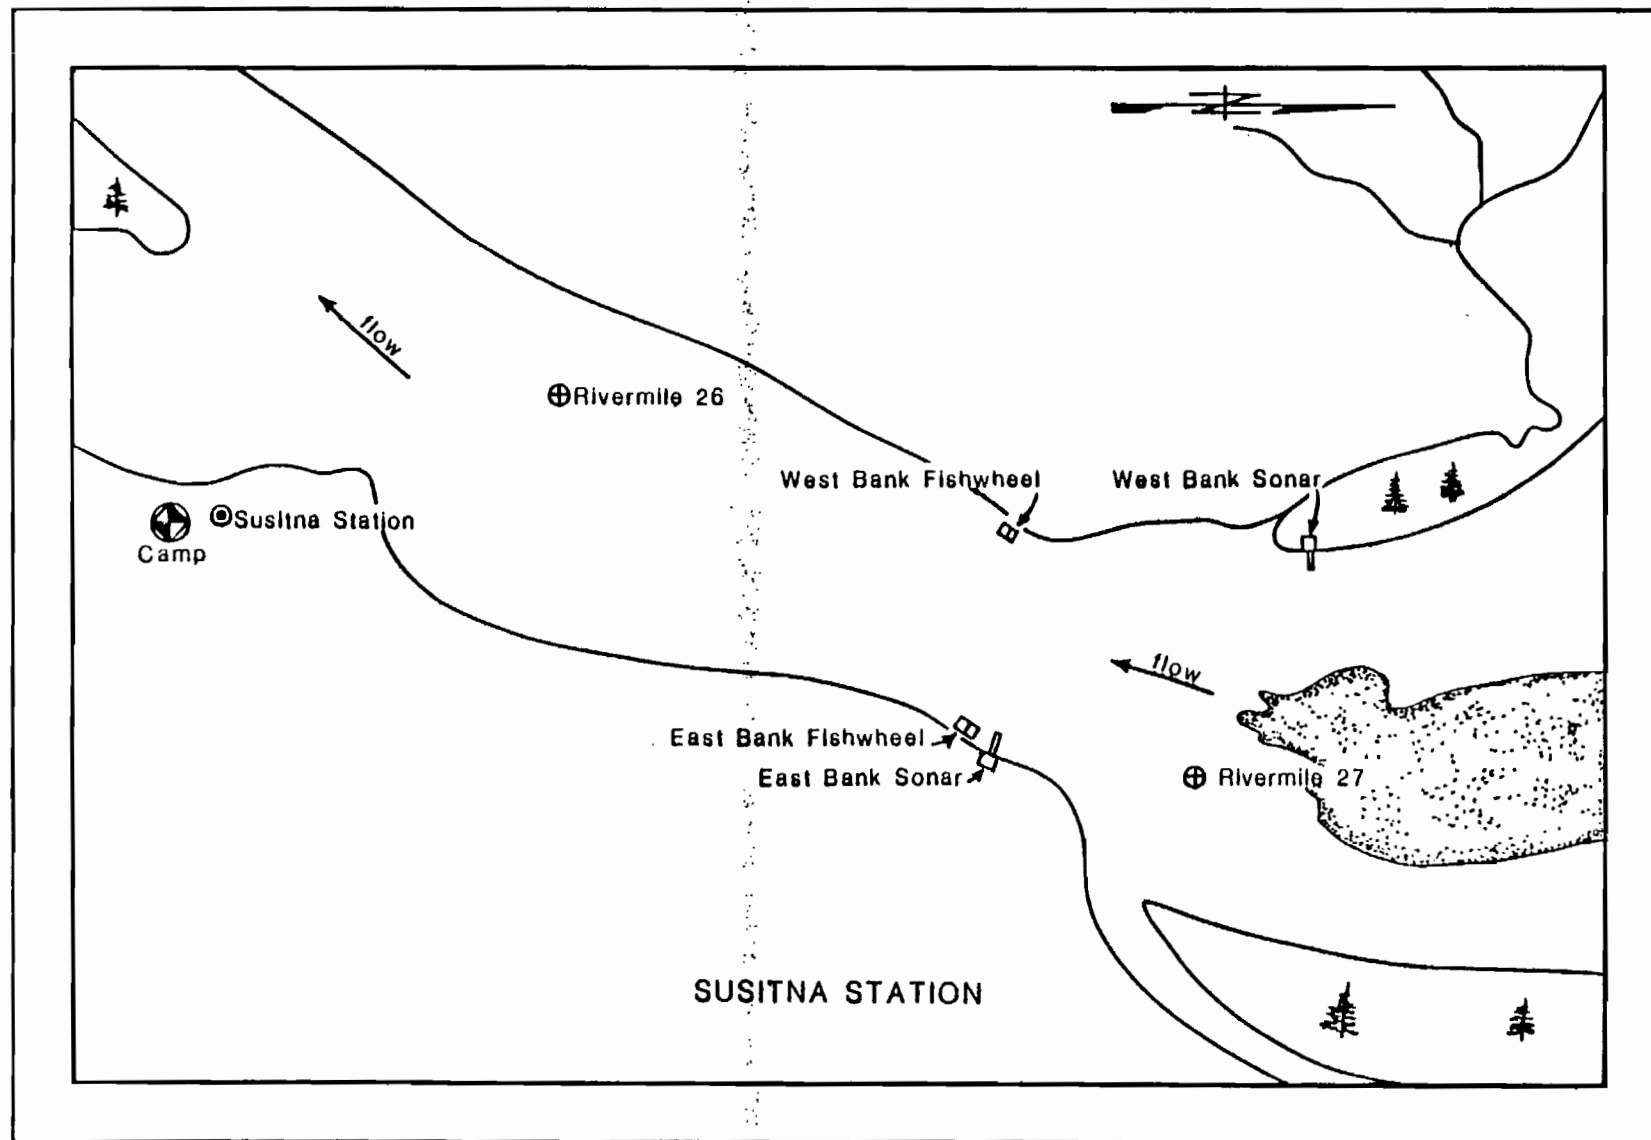 N
flow
Rivermile 26
West Bank Fishwheel
West Bank Sonar
Susitna Station
Camp
flow
East Bank Fishwheel
East Bank Sonar
Rivermile 27
SUSITNA STATION